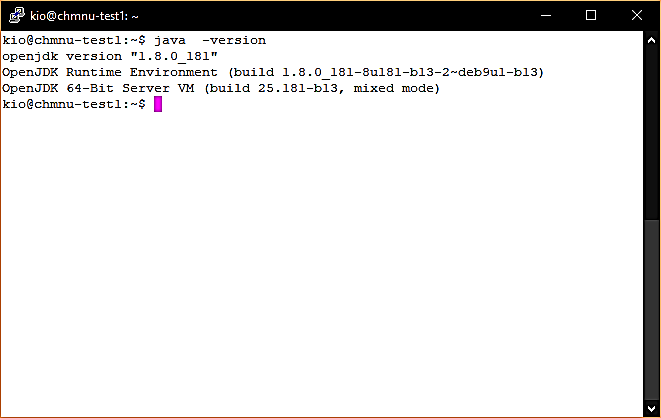 kio@chmnu-test1: ~
kio@chmnu-test1:~$ java  -version
openjdk version "1.8.0_181"
OpenJDK Runtime Environment (build 1.8.0_181-8u181-b13-2~deb9u1-b13)
OpenJDK 64-Bit Server VM (build 25.181-b13, mixed mode)
kio@chmnu-test1:~$